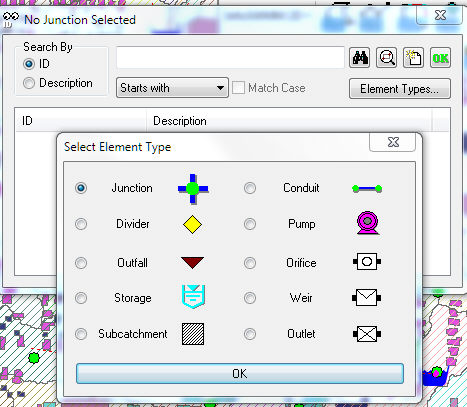 No Junction Selected
ID
Search By
ID
Description
Starts with
Match Case
OK
Element Types...
ID Description
Select Element Type
Junction Conduit
Divider Pump
Outfall Orifice
Storage Weir
Subcatchment Outlet
OK